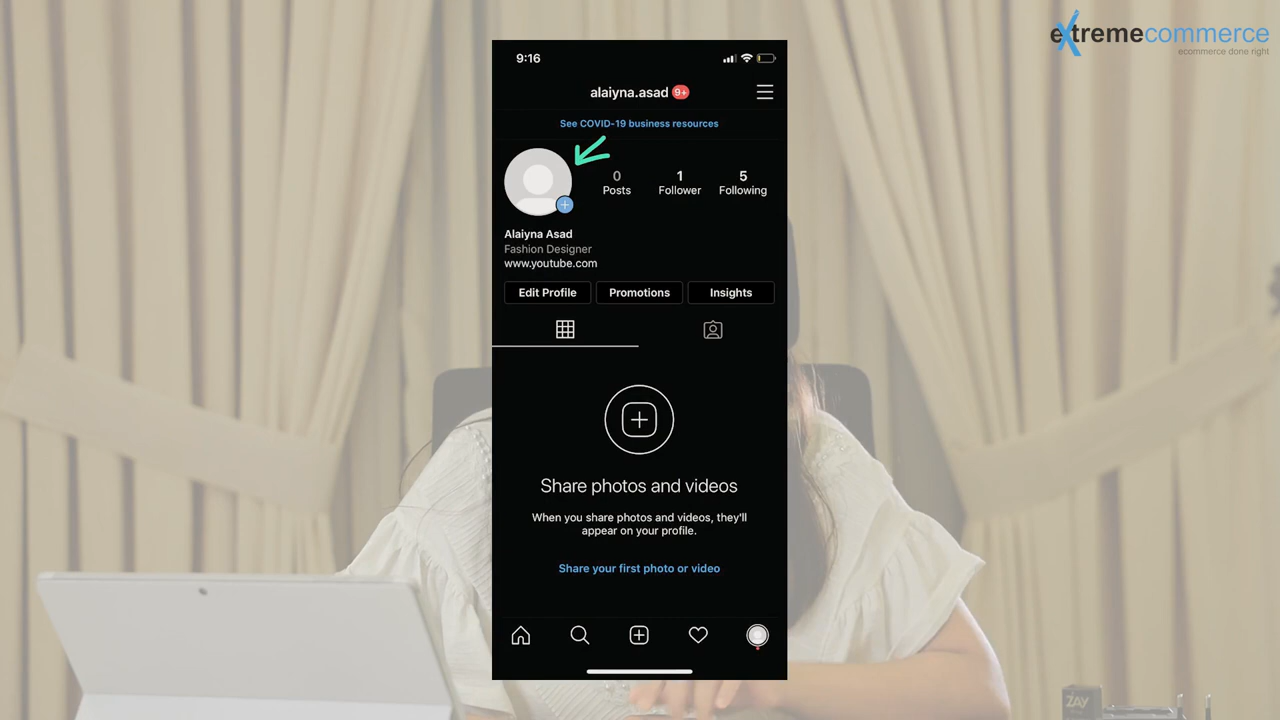 extremecommerce
ecommerce done right
9:16
alaiyna.asad 9+
See COVID-19 business resources
0 1 5
Posts Follower Following
Alaiyna Asad
Fashion Designer
www.youtube.com
Edit Profile Promotions Insights
Share photos and videos
When you share photos and videos, they'll
appear on your profile.
Share your first photo or video
ZAY